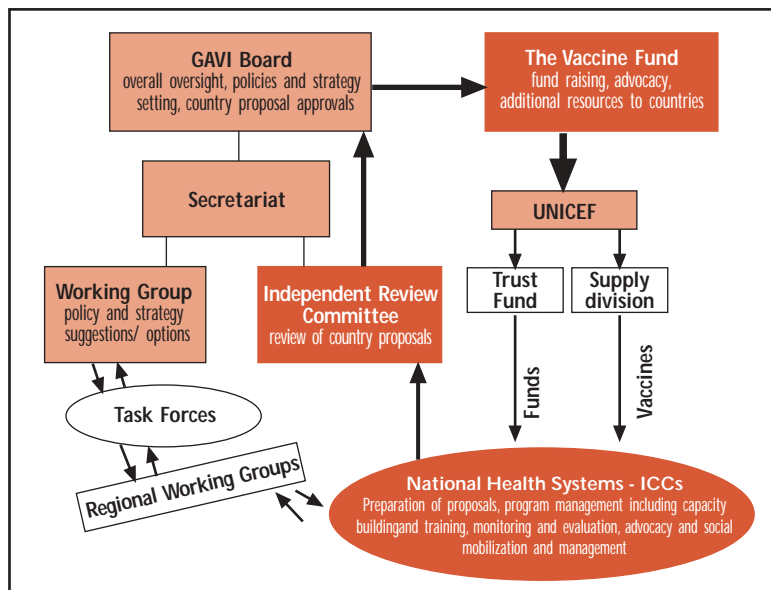 GAVI Board
overall oversight, policies and strategy
setting, country proposal approvals
The Vaccine Fund
fund raising, advocacy,
additional resources to countries
Secretariat
UNICEF
Working Group
policy and strategy
suggestions/ options
Independent Review
Committee
review of country proposals
Trust
Fund
Supply
division
Task Forces
Funds
Vaccines
Regional Working Groups
National Health Systems - ICCs
Preparation of proposals, program management including capacity
buildingand training, monitoring and evaluation, advocacy and social
mobilization and management